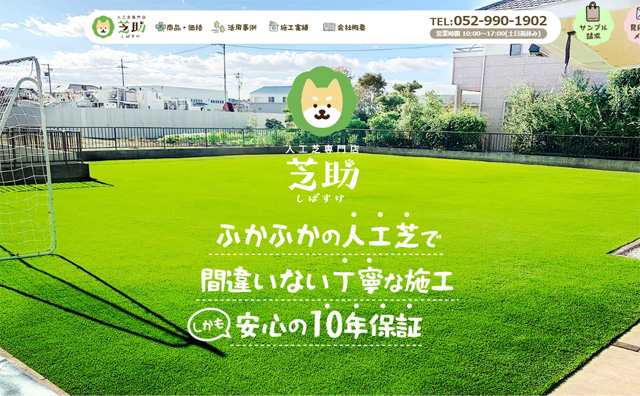 人工芝専門店
芝助
しばすけ
商品・価格
活用事例
施工実績
会社概要
TEL:052-990-1902
営業時間 10:00〜17:00(土日祝休み)
サンプル
請求
人工芝専門店
芝助
しばすけ
ふかふかの人工芝で
間違いない丁寧な施工
しかも 安心の10年保証